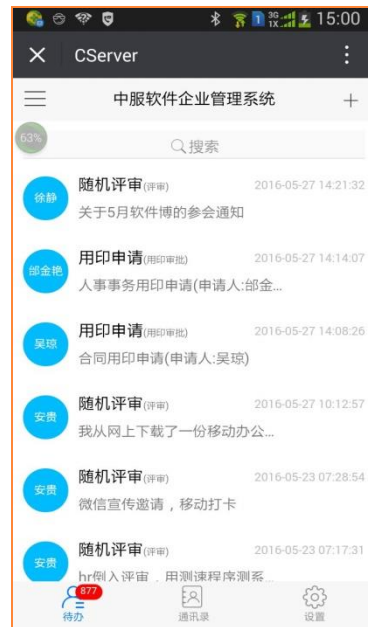 15:00
CServer
中服软件企业管理系统
63%
搜索
徐静
随机评审(评审) 2016-05-27 14:21:32
关于5月软件博的参会通知
邰金艳
用印申请(用印审批) 2016-05-27 14:14:07
人事事务用印申请(申请人:邰金...
吴琼
用印申请(用印审批) 2016-05-27 14:08:26
合同用印申请(申请人:吴琼)
安贵
随机评审(评审) 2016-05-27 10:12:57
我从网上下载了一份移动办公...
安贵
随机评审(评审) 2016-05-23 07:28:54
微信宣传邀请，移动打卡
安贵
随机评审(评审) 2016-05-23 07:17:31
hr倒入评审，用测速程序测系...
877
待办 通讯录 设置